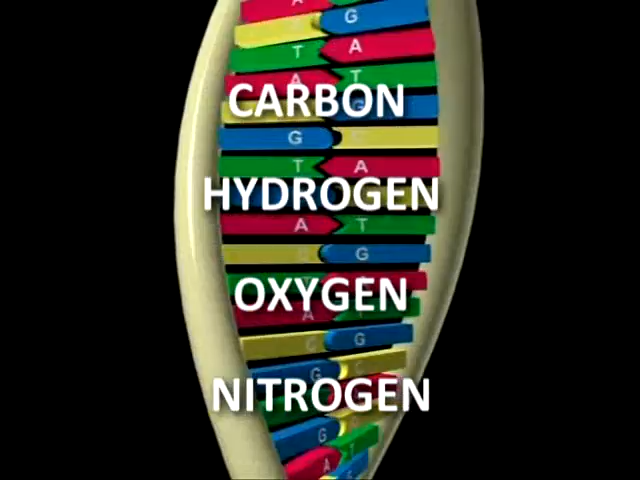 A
G
T A
A T
CARBON
G
G
T A
HYDROGEN
A T
G
OXYGEN
A
C G
G C
NITROGEN
G
A T